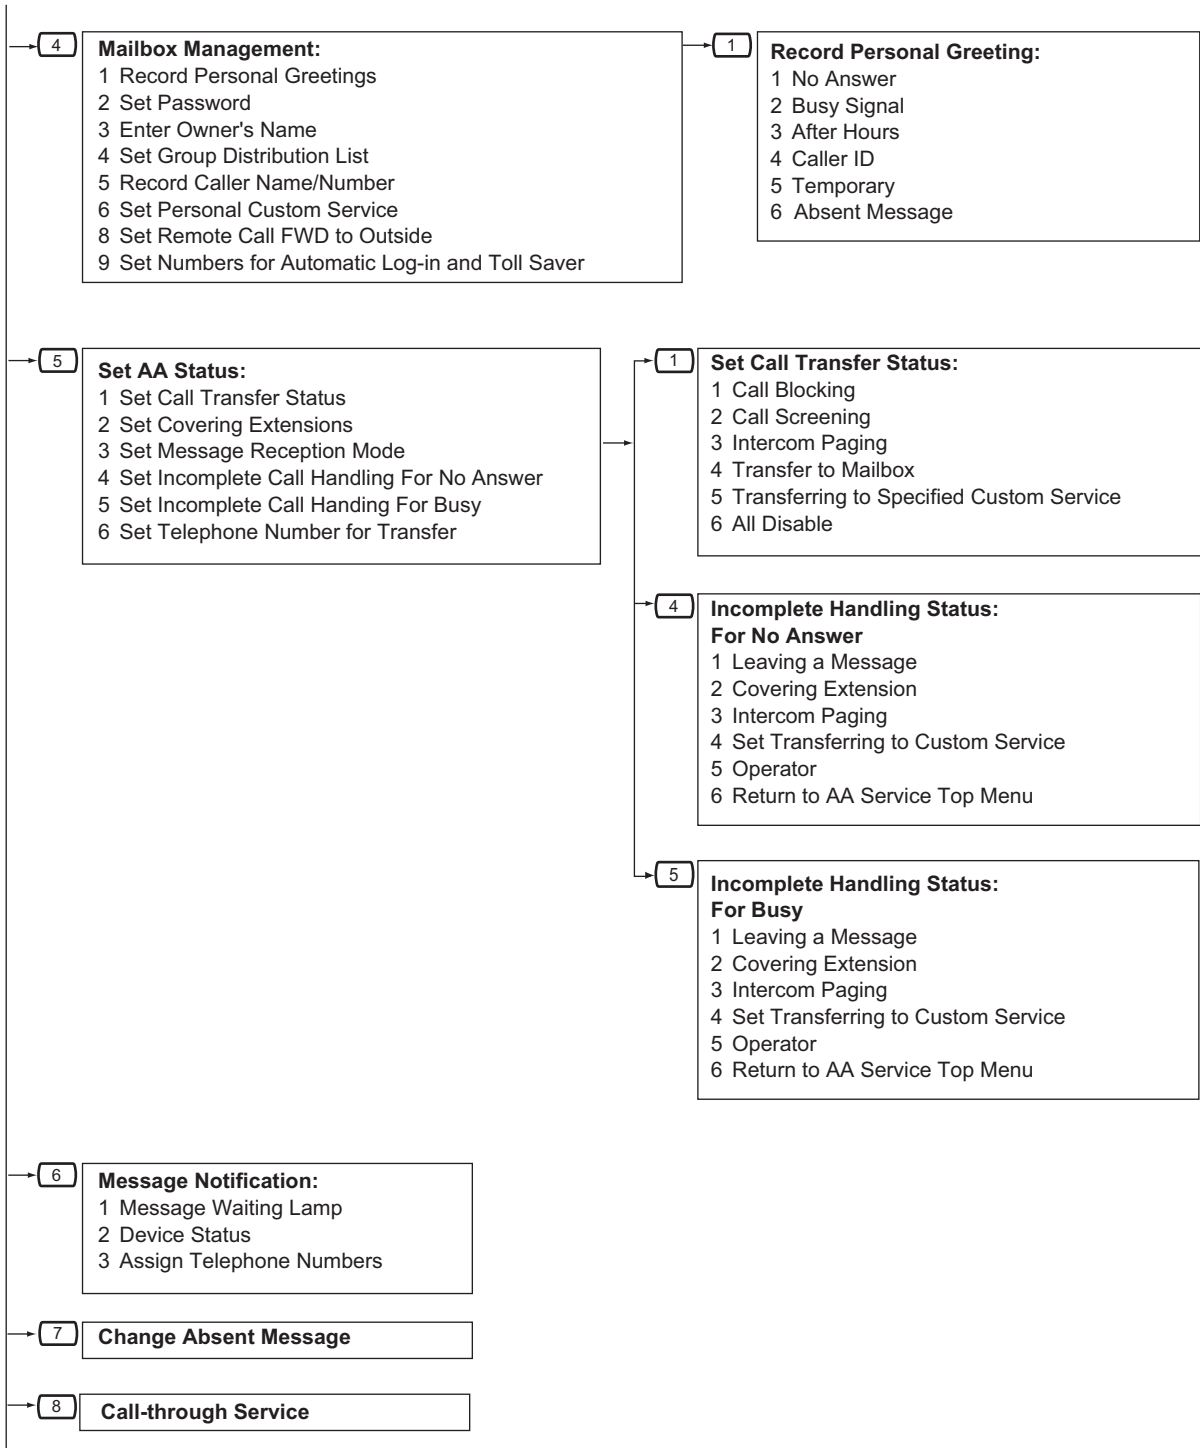 4
Mailbox Management:
1 Record Personal Greetings
2 Set Password
3 Enter Owner's Name
4 Set Group Distribution List
5 Record Caller Name/Number
6 Set Personal Custom Service
8 Set Remote Call FWD to Outside
9 Set Numbers for Automatic Log-in and Toll Saver
1
Record Personal Greeting:
1 No Answer
2 Busy Signal
3 After Hours
4 Caller ID
5 Temporary
6 Absent Message
5
Set AA Status:
1 Set Call Transfer Status
2 Set Covering Extensions
3 Set Message Reception Mode
4 Set Incomplete Call Handling For No Answer
5 Set Incomplete Call Handing For Busy
6 Set Telephone Number for Transfer
1
Set Call Transfer Status:
1 Call Blocking
2 Call Screening
3 Intercom Paging
4 Transfer to Mailbox
5 Transferring to Specified Custom Service
6 All Disable
4
Incomplete Handling Status:
For No Answer
1 Leaving a Message
2 Covering Extension
3 Intercom Paging
4 Set Transferring to Custom Service
5 Operator
6 Return to AA Service Top Menu
5
Incomplete Handling Status:
For Busy
1 Leaving a Message
2 Covering Extension
3 Intercom Paging
4 Set Transferring to Custom Service
5 Operator
6 Return to AA Service Top Menu
6
Message Notification:
1 Message Waiting Lamp
2 Device Status
3 Assign Telephone Numbers
7
Change Absent Message
8
Call-through Service